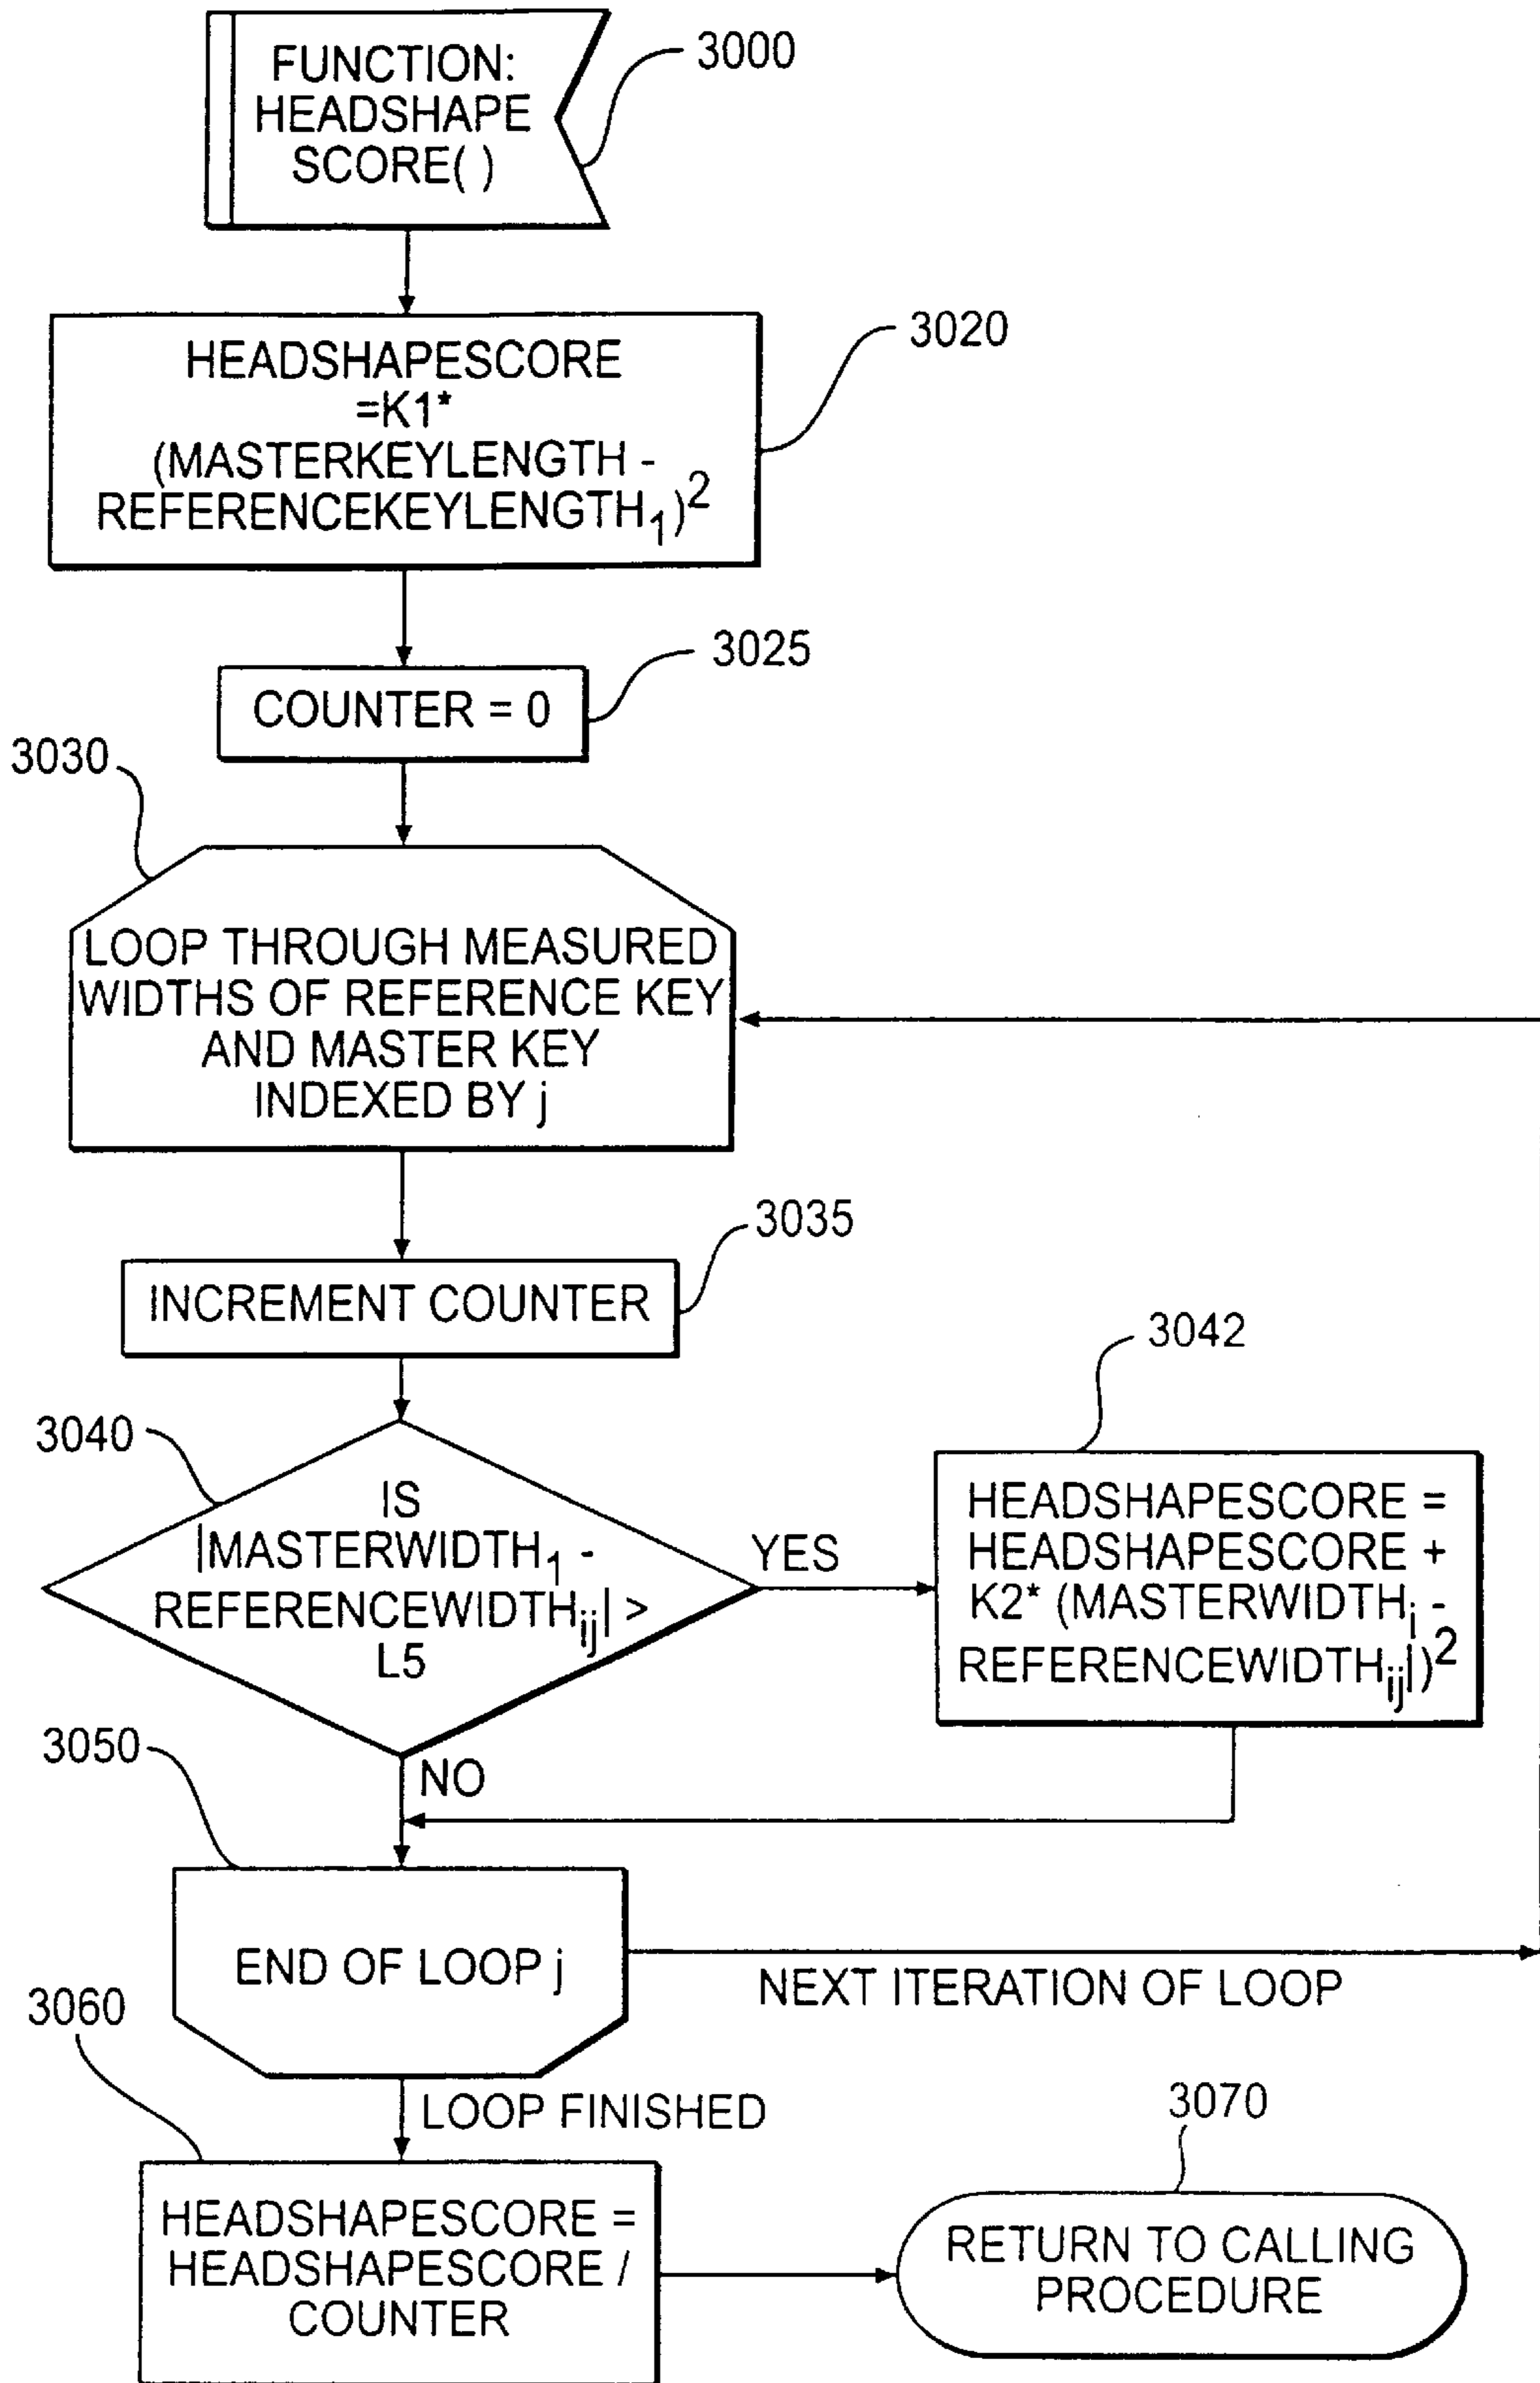 FUNCTION:
HEADSHAPE
SCORE( )
3000
HEADSHAPESCORE
=K1*
(MASTERKEYLENGTH -
REFERENCEKEYLENGTH₁)²
3020
COUNTER = 0
3025
3030
LOOP THROUGH MEASURED
WIDTHS OF REFERENCE KEY
AND MASTER KEY
INDEXED BY j
INCREMENT COUNTER
3035
3040
IS
|MASTERWIDTH₁ -
REFERENCEWIDTHᵢⱼ| >
L5
YES
NO
3042
HEADSHAPESCORE =
HEADSHAPESCORE +
K2* (MASTERWIDTHᵢ -
REFERENCEWIDTHᵢⱼ|)²
3050
END OF LOOP j
NEXT ITERATION OF LOOP
LOOP FINISHED
3060
HEADSHAPESCORE =
HEADSHAPESCORE /
COUNTER
3070
RETURN TO CALLING
PROCEDURE